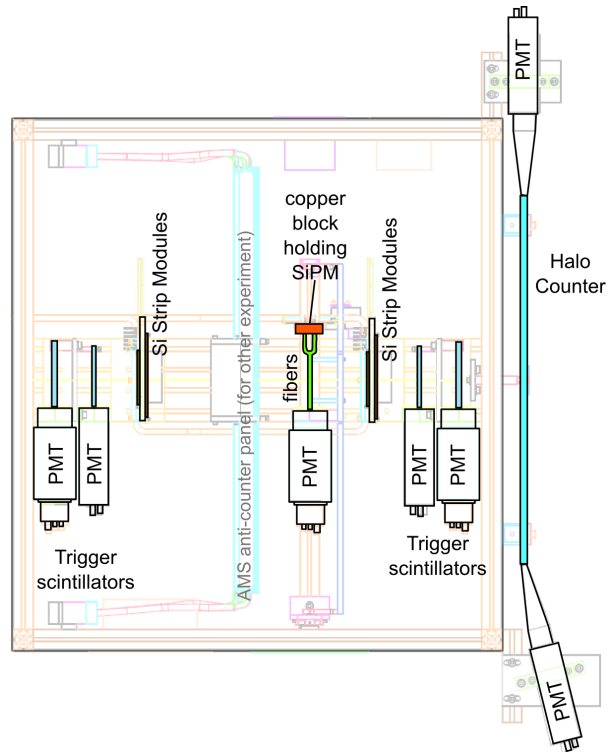 PMT
copper
block
holding
SiPM
Si Strip Modules
AMS anti-counter panel (for other experiment)
Si Strip Modules
Halo
Counter
fibers
PMT
PMT
PMT
PMT
PMT
Trigger
scintillators
Trigger
scintillators
PMT